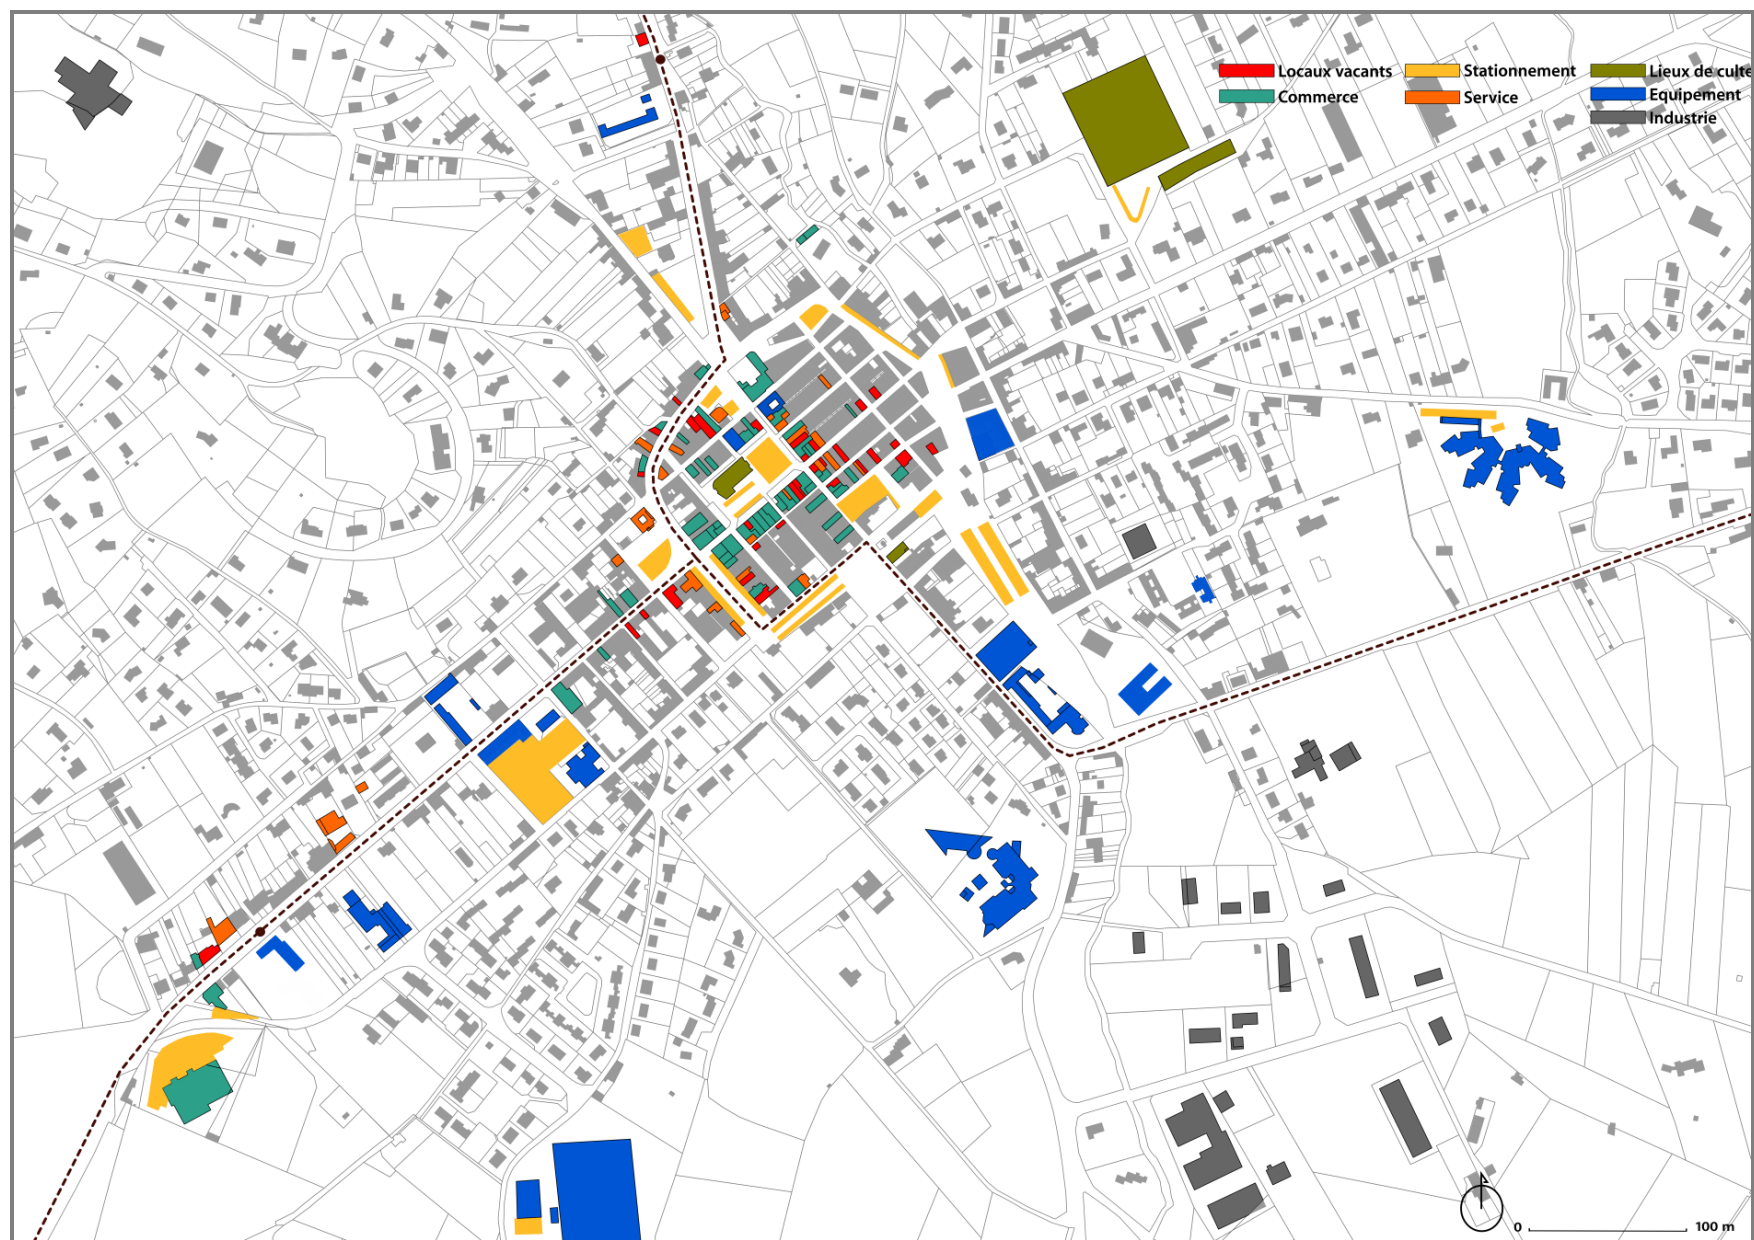 Locaux vacants
Stationnement
Lieux de culte
Commerce
Service
Equipement
Industrie
0
100 m